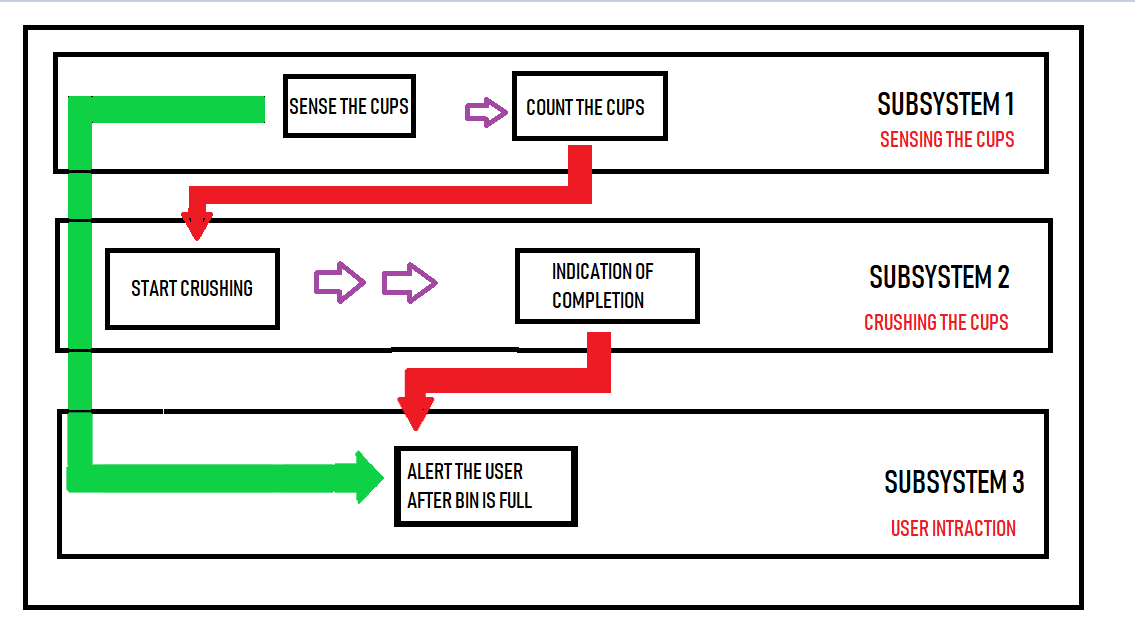 SENSE THE CUPS
COUNT THE CUPS
SUBSYSTEM 1
SENSING THE CUPS
START CRUSHING
INDICATION OF
COMPLETION
SUBSYSTEM 2
CRUSHING THE CUPS
ALERT THE USER
AFTER BIN IS FULL
SUBSYSTEM 3
USER INTRACTION